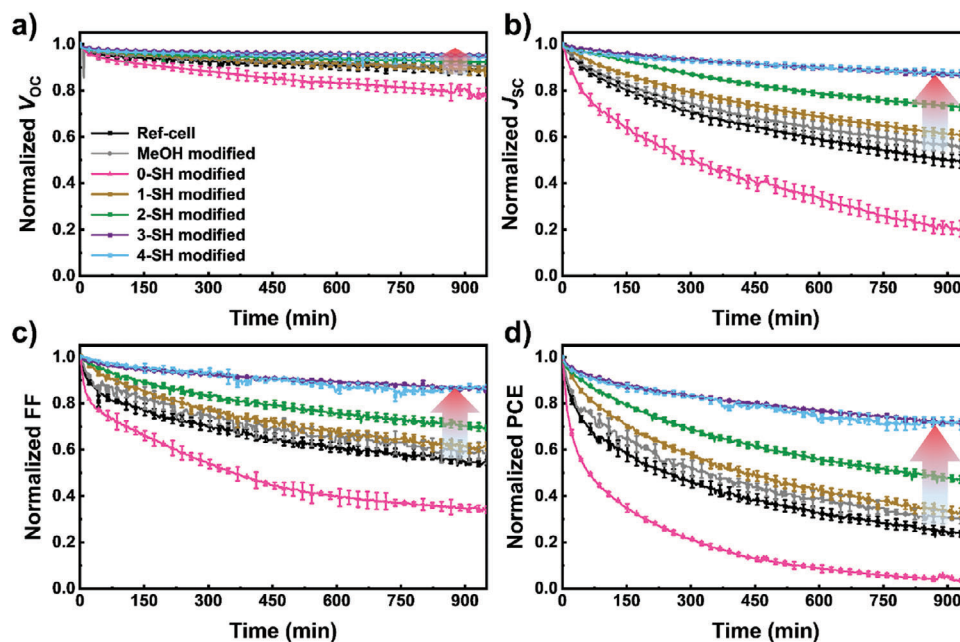 a)
Normalized VOC
1.0
0.8
0.6
0.4
0.2
0.0
Ref-cell
MeOH modified
0-SH modified
1-SH modified
2-SH modified
3-SH modified
4-SH modified
0 150 300 450 600 750 900
Time (min)
b)
Normalized JSC
1.0
0.8
0.6
0.4
0.2
0.0
0 150 300 450 600 750 900
Time (min)
c)
Normalized FF
1.0
0.8
0.6
0.4
0.2
0.0
0 150 300 450 600 750 900
Time (min)
d)
Normalized PCE
1.0
0.8
0.6
0.4
0.2
0.0
0 150 300 450 600 750 900
Time (min)